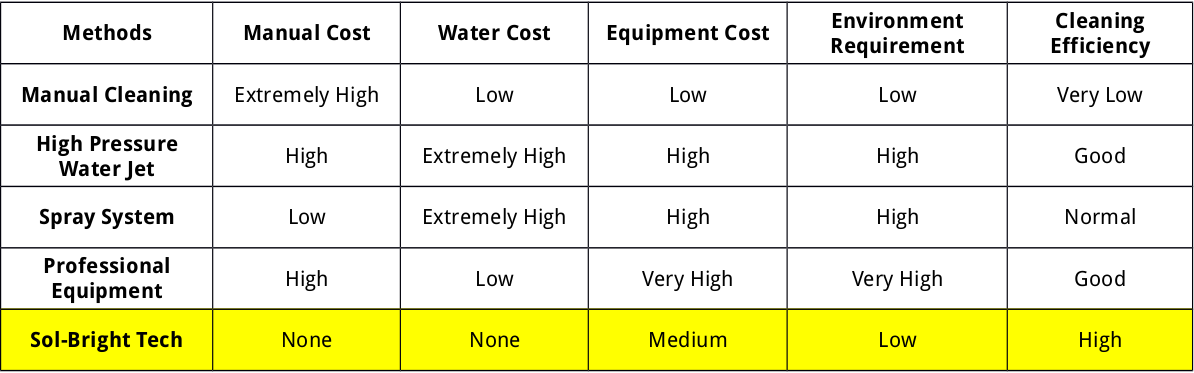 Methods Manual Cost Water Cost Equipment Cost Environment Requirement Cleaning Efficiency
Manual Cleaning Extremely High Low Low Low Very Low
High Pressure Water Jet High Extremely High High High Good
Spray System Low Extremely High High High Normal
Professional Equipment High Low Very High Very High Good
Sol-Bright Tech None None Medium Low High